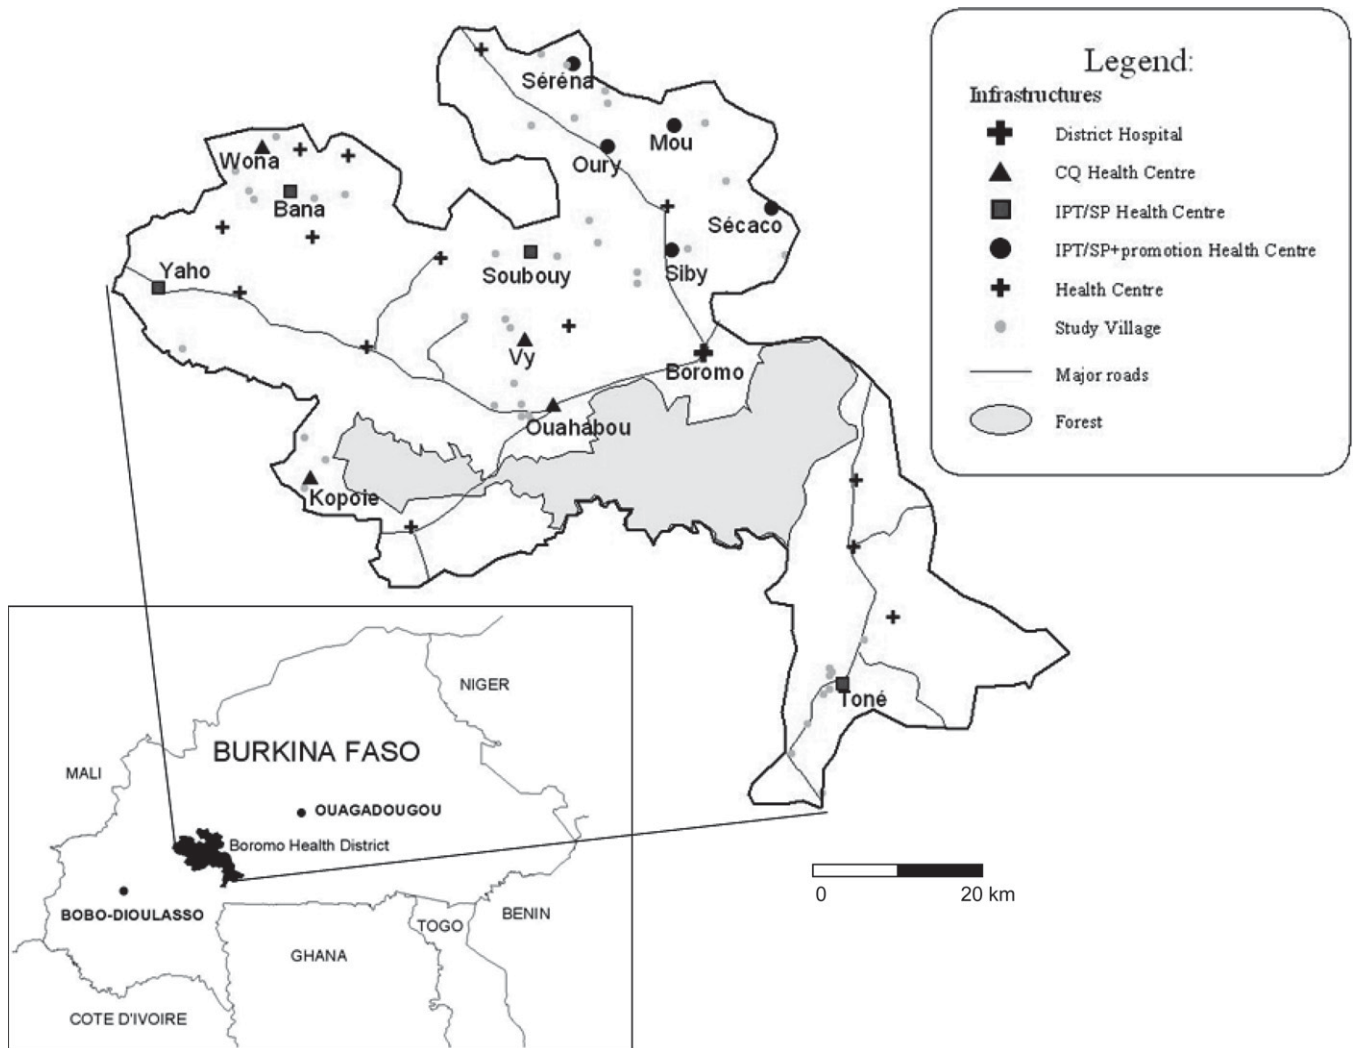 Séréna
Mou
Oury
Wona
Bana
Sécaco
Siby
Soubouy
Yaho
Vy
Boromo
Ouahabou
Kopoie
Toné
Legend:
Infrastructures
District Hospital
CQ Health Centre
IPT/SP Health Centre
IPT/SP+promotion Health Centre
Health Centre
Study Village
Major roads
Forest
NIGER
BURKINA FASO
MALI
OUAGADOUGOU
Boromo Health District
BOBO-DIOULASSO
BENIN
TOGO
GHANA
COTE D'IVOIRE
0 20 km